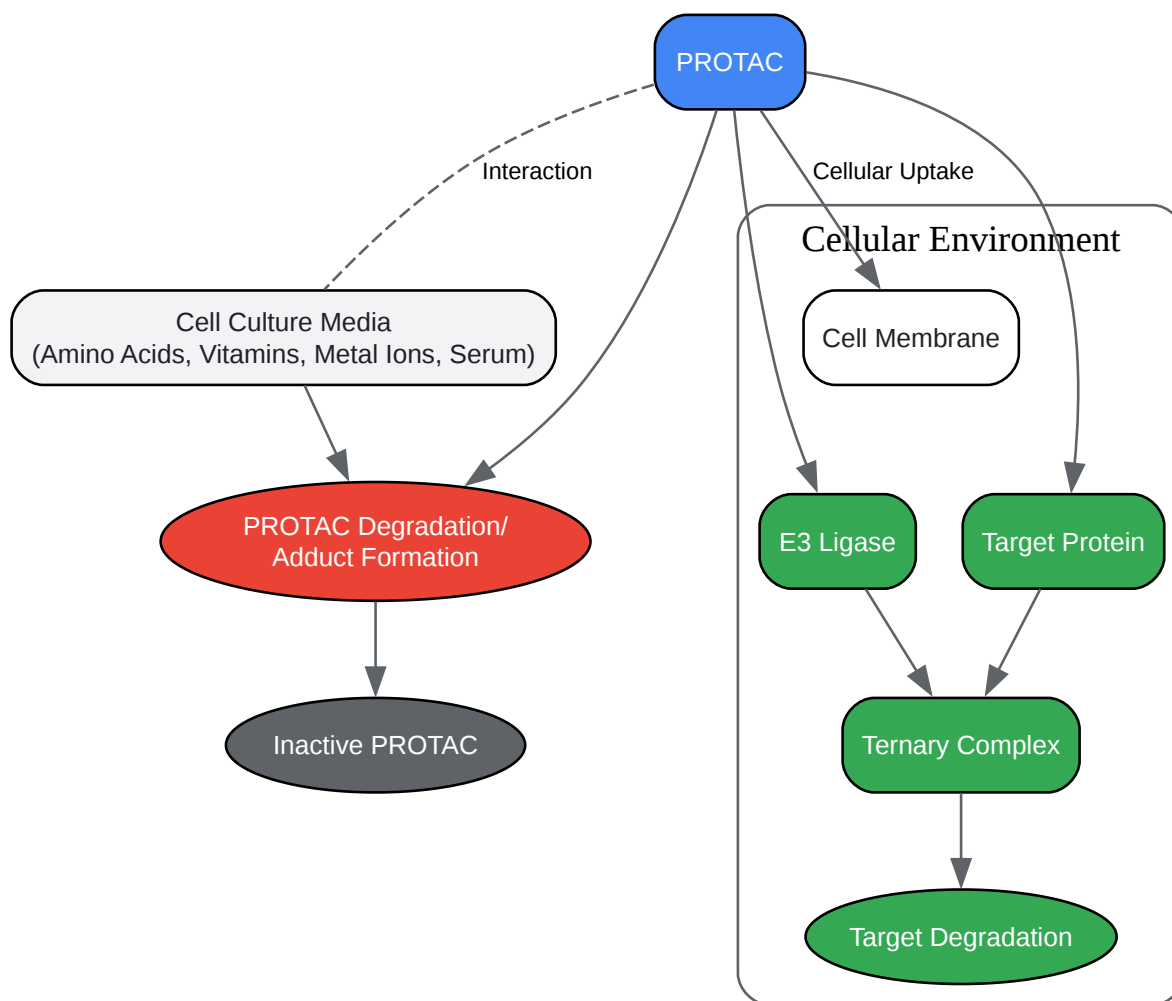 PROTAC
Interaction
Cellular Uptake
Cellular Environment
Cell Culture Media
(Amino Acids, Vitamins, Metal Ions, Serum)
Cell Membrane
PROTAC Degradation/
Adduct Formation
E3 Ligase
Target Protein
Inactive PROTAC
Ternary Complex
Target Degradation